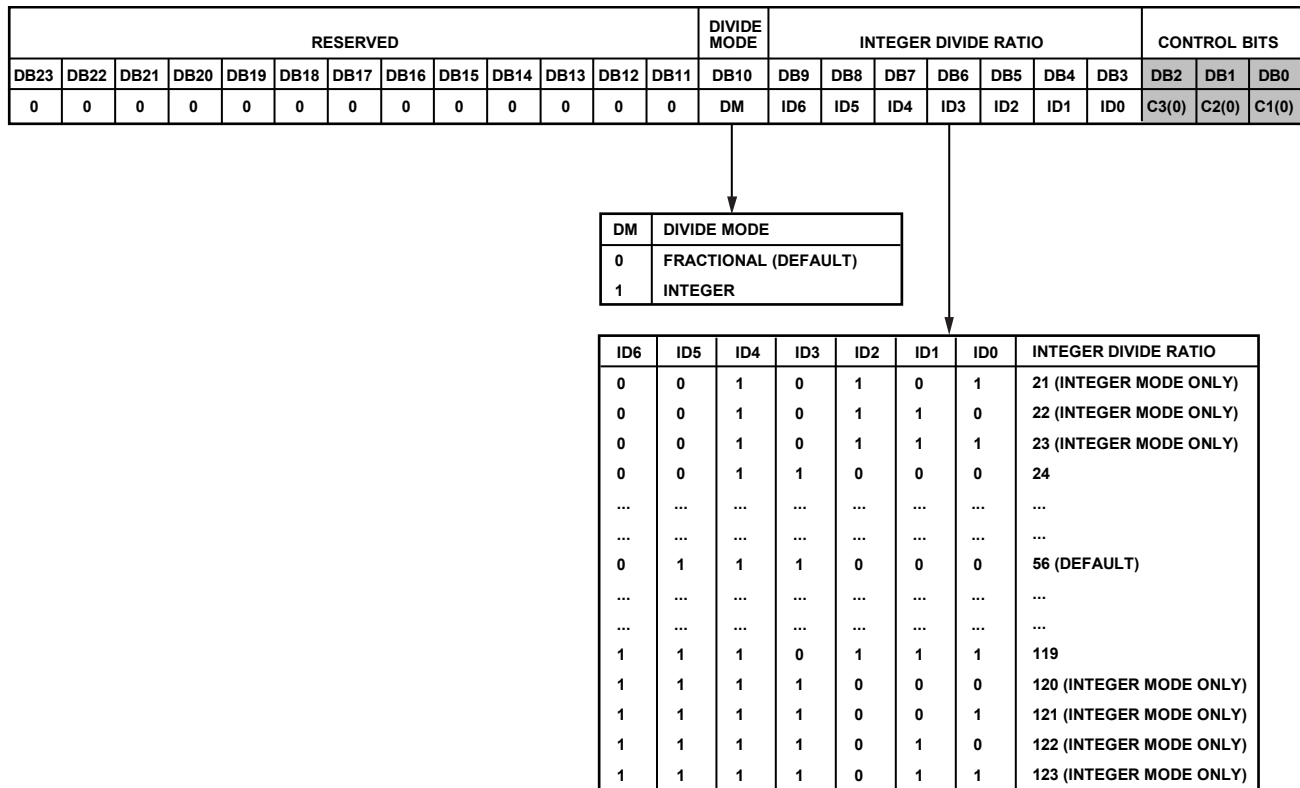 RESERVED DIVIDE MODE INTEGER DIVIDE RATIO CONTROL BITS
DB23 DB22 DB21 DB20 DB19 DB18 DB17 DB16 DB15 DB14 DB13 DB12 DB11 DB10 DB9 DB8 DB7 DB6 DB5 DB4 DB3 DB2 DB1 DB0
0 0 0 0 0 0 0 0 0 0 0 0 0 DM ID6 ID5 ID4 ID3 ID2 ID1 ID0 C3(0) C2(0) C1(0)
DM DIVIDE MODE
0 FRACTIONAL (DEFAULT)
1 INTEGER
ID6 ID5 ID4 ID3 ID2 ID1 ID0 INTEGER DIVIDE RATIO
0 0 1 0 1 0 1 21 (INTEGER MODE ONLY)
0 0 1 0 1 1 0 22 (INTEGER MODE ONLY)
0 0 1 0 1 1 1 23 (INTEGER MODE ONLY)
0 0 1 1 0 0 0 24
... ... ... ... ... ... ... ...
... ... ... ... ... ... ... ...
0 1 1 1 0 0 0 56 (DEFAULT)
... ... ... ... ... ... ... ...
... ... ... ... ... ... ... ...
1 1 1 0 1 1 1 119
1 1 1 1 0 0 0 120 (INTEGER MODE ONLY)
1 1 1 1 0 0 1 121 (INTEGER MODE ONLY)
1 1 1 1 0 1 0 122 (INTEGER MODE ONLY)
1 1 1 1 0 1 1 123 (INTEGER MODE ONLY)